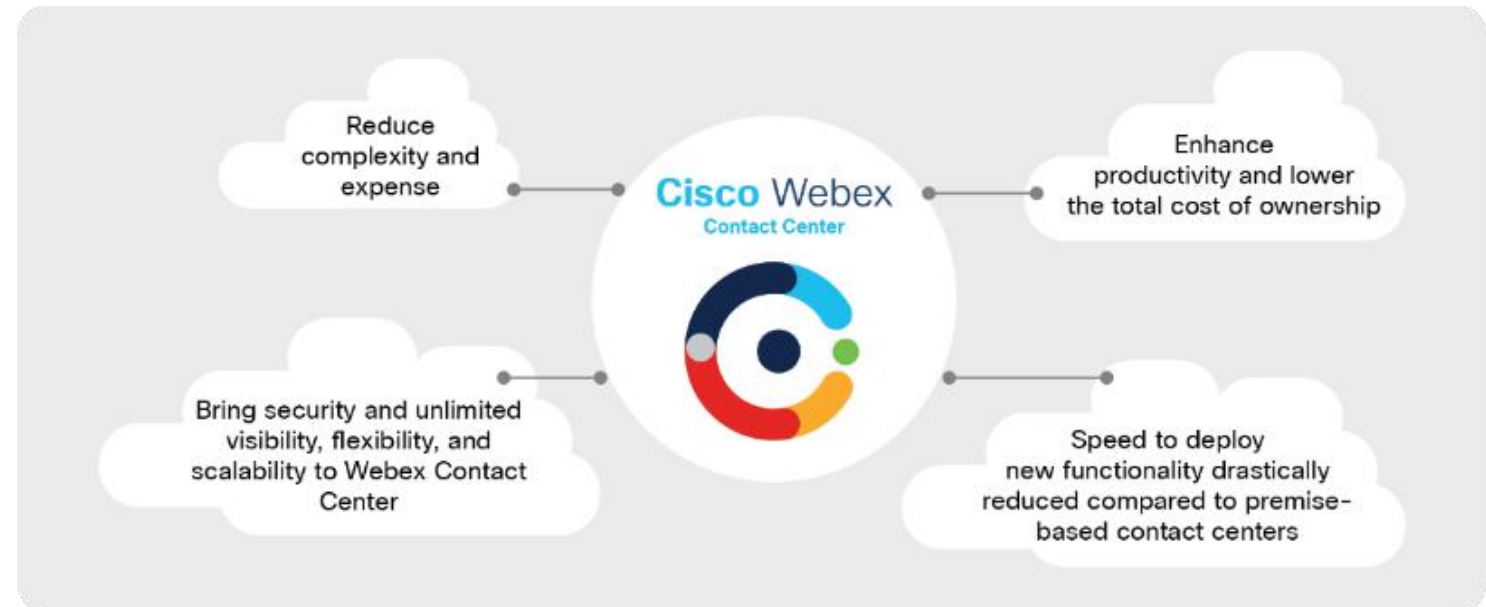 Reduce
complexity and
expense
Cisco Webex
Contact Center
Enhance
productivity and lower
the total cost of ownership
Bring security and unlimited
visibility, flexibility, and
scalability to Webex Contact
Center
Speed to deploy
new functionality drastically
reduced compared to premise-
based contact centers